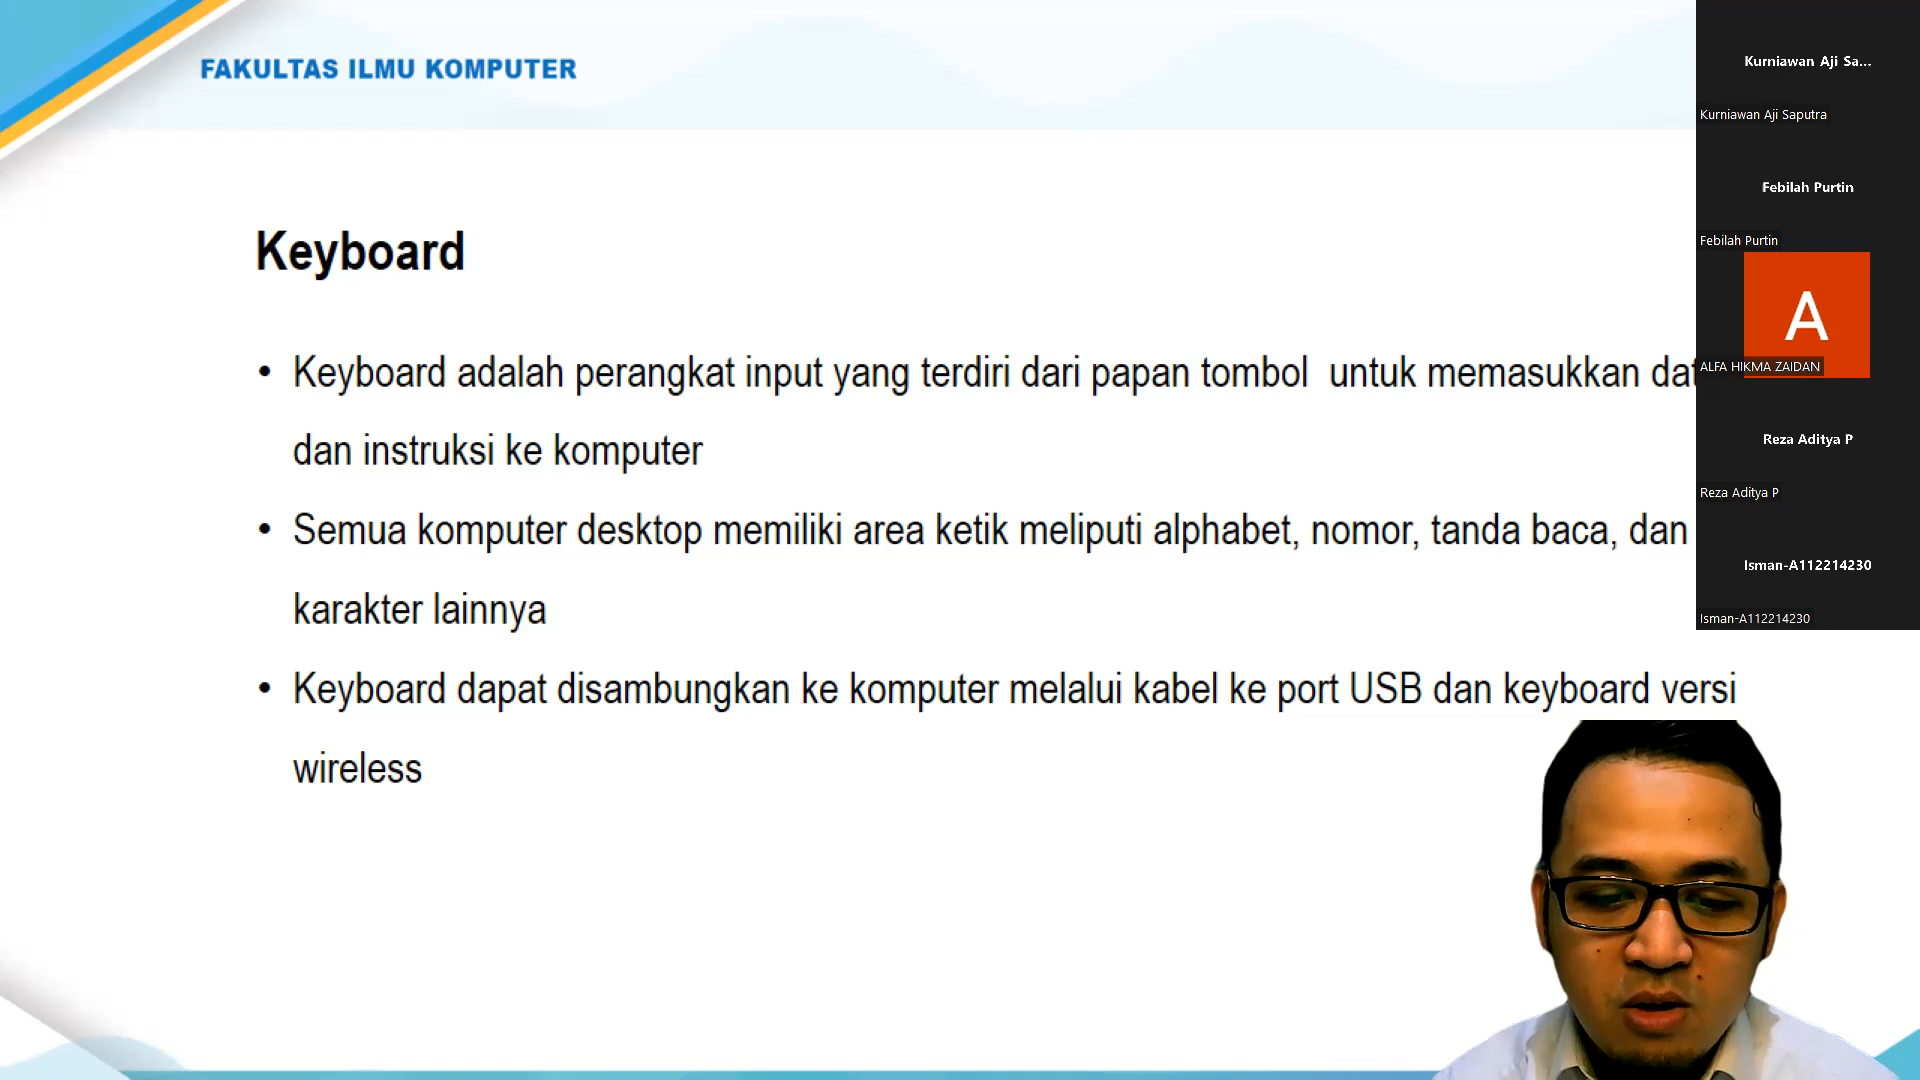 FAKULTAS ILMU KOMPUTER
Keyboard
• Keyboard adalah perangkat input yang terdiri dari papan tombol untuk memasukkan
dan instruksi ke komputer
• Semua komputer desktop memiliki area ketik meliputi alphabet, nomor, tanda baca, dan
karakter lainnya
• Keyboard dapat disambungkan ke komputer melalui kabel ke port USB dan keyboard versi
wireless
Kurniawan Aji Sa...
Kurniawan Aji Saputra
Febilah Purtin
Febilah Purtin
A
ALFA HIKMA ZAIDAN
Reza Aditya P
Reza Aditya P
Isman-A112214230
Isman-A112214230